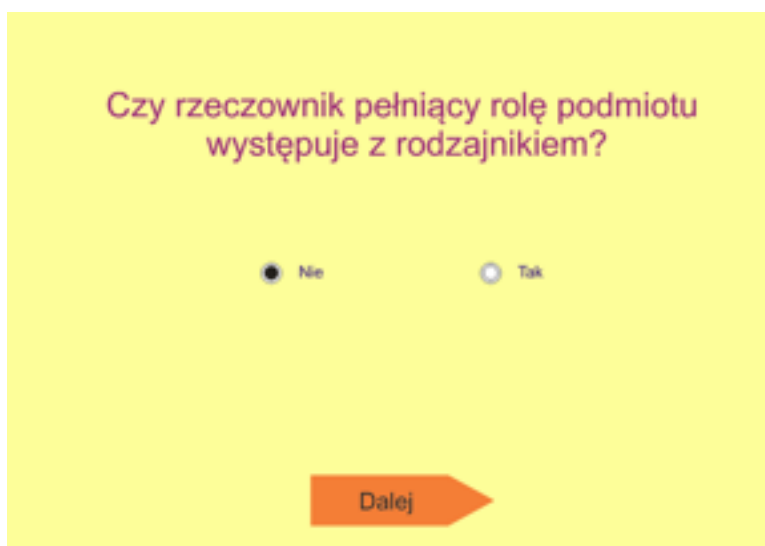 Czy rzeczownik pełniący rolę podmiotu
występuje z rodzajnikiem?
Nie Tak
Dalej